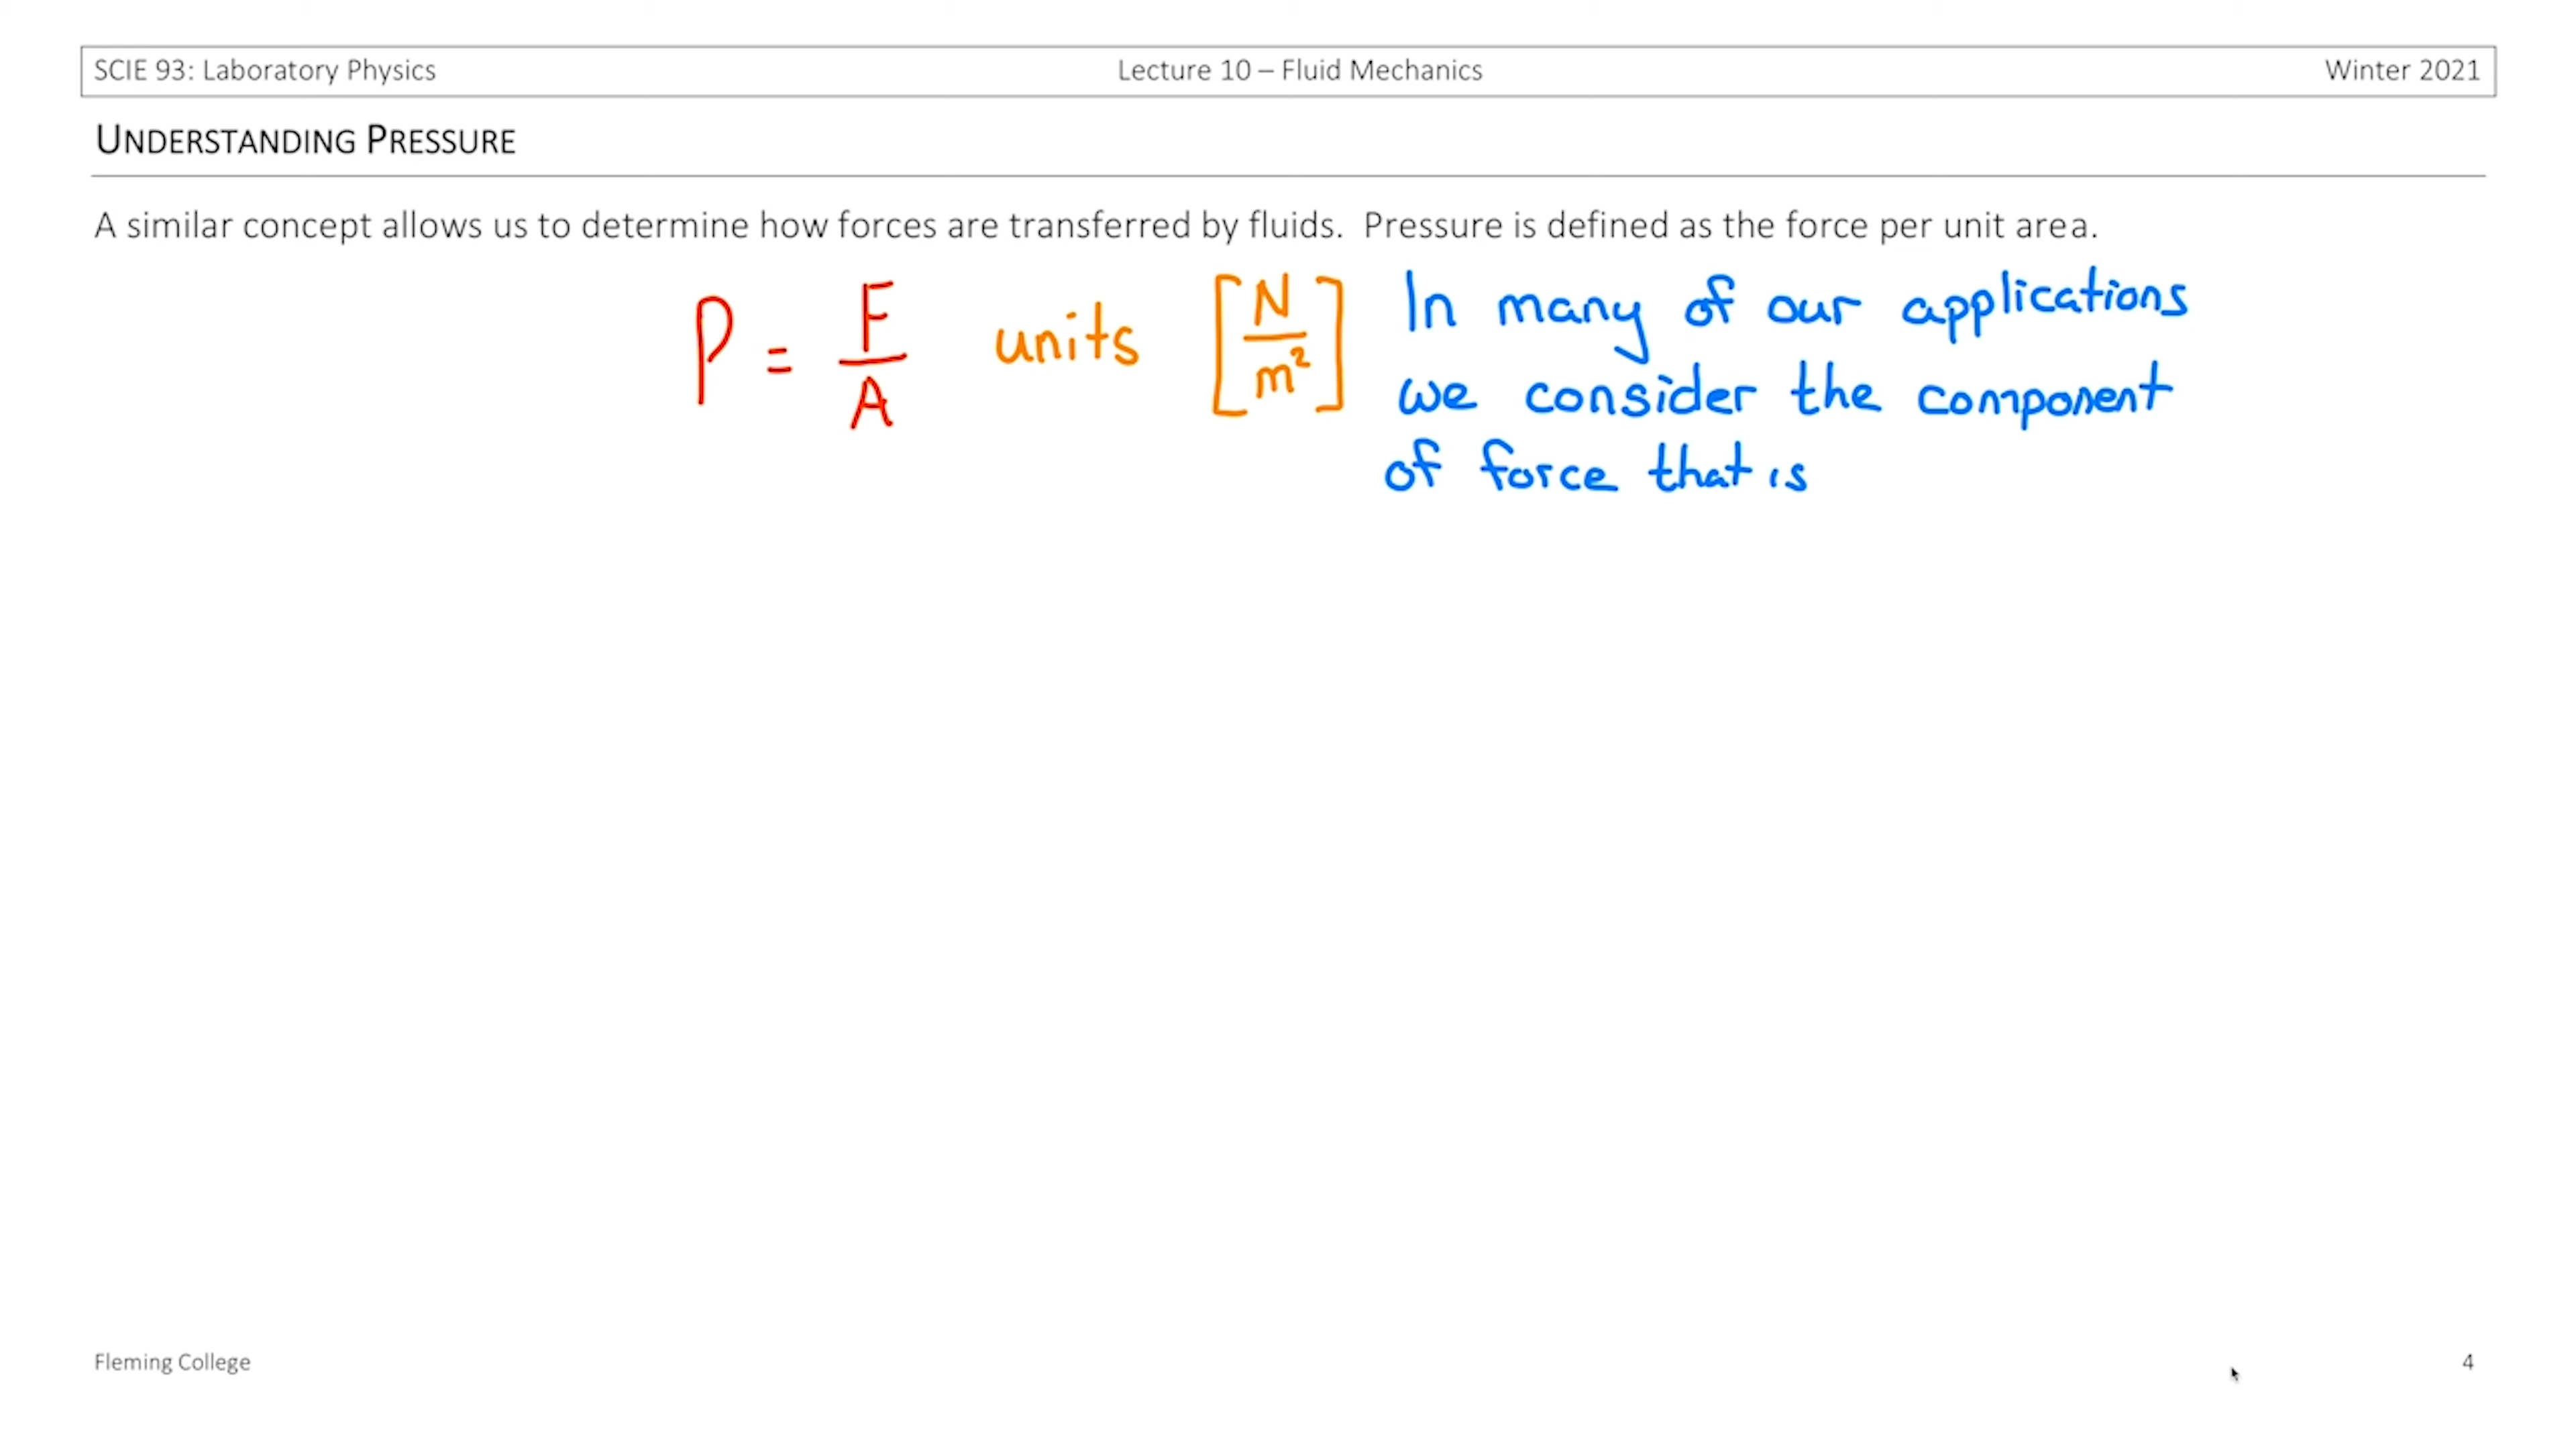 SCIE 93: Laboratory Physics Lecture 10 – Fluid Mechanics Winter 2021
UNDERSTANDING PRESSURE
A similar concept allows us to determine how forces are transferred by fluids. Pressure is defined as the force per unit area.
P = F/A units [N/m²] In many of our applications
we consider the component
of force that is
Fleming College 4